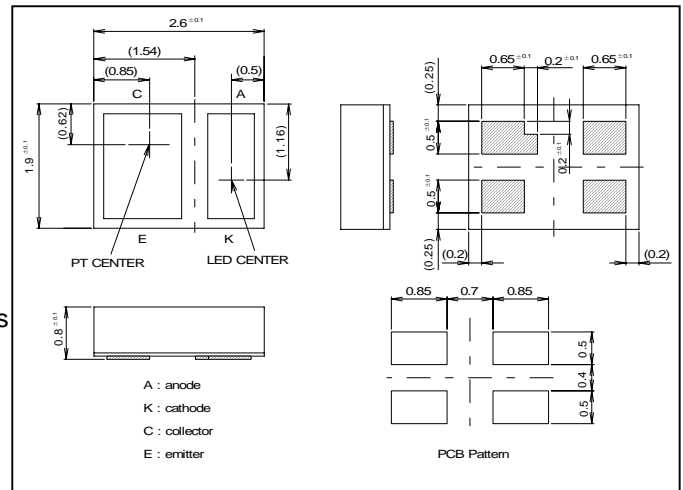 2.6 ±0.1
(1.54)
(0.85)
(0.5)
C
A
(0.62)
1.9 ±0.1
(1.16)
E
K
PT CENTER
LED CENTER
0.65 ±0.1
0.2 ±0.1
0.65 ±0.1
(0.25)
0.5 ±0.1
0.2 ±0.1
0.5 ±0.1
(0.25)
(0.2)
(0.2)
s
0.8 ±0.1
A : anode
K : cathode
C : collector
E : emitter
0.85
0.7
0.85
0.5
0.4
0.5
PCB Pattern